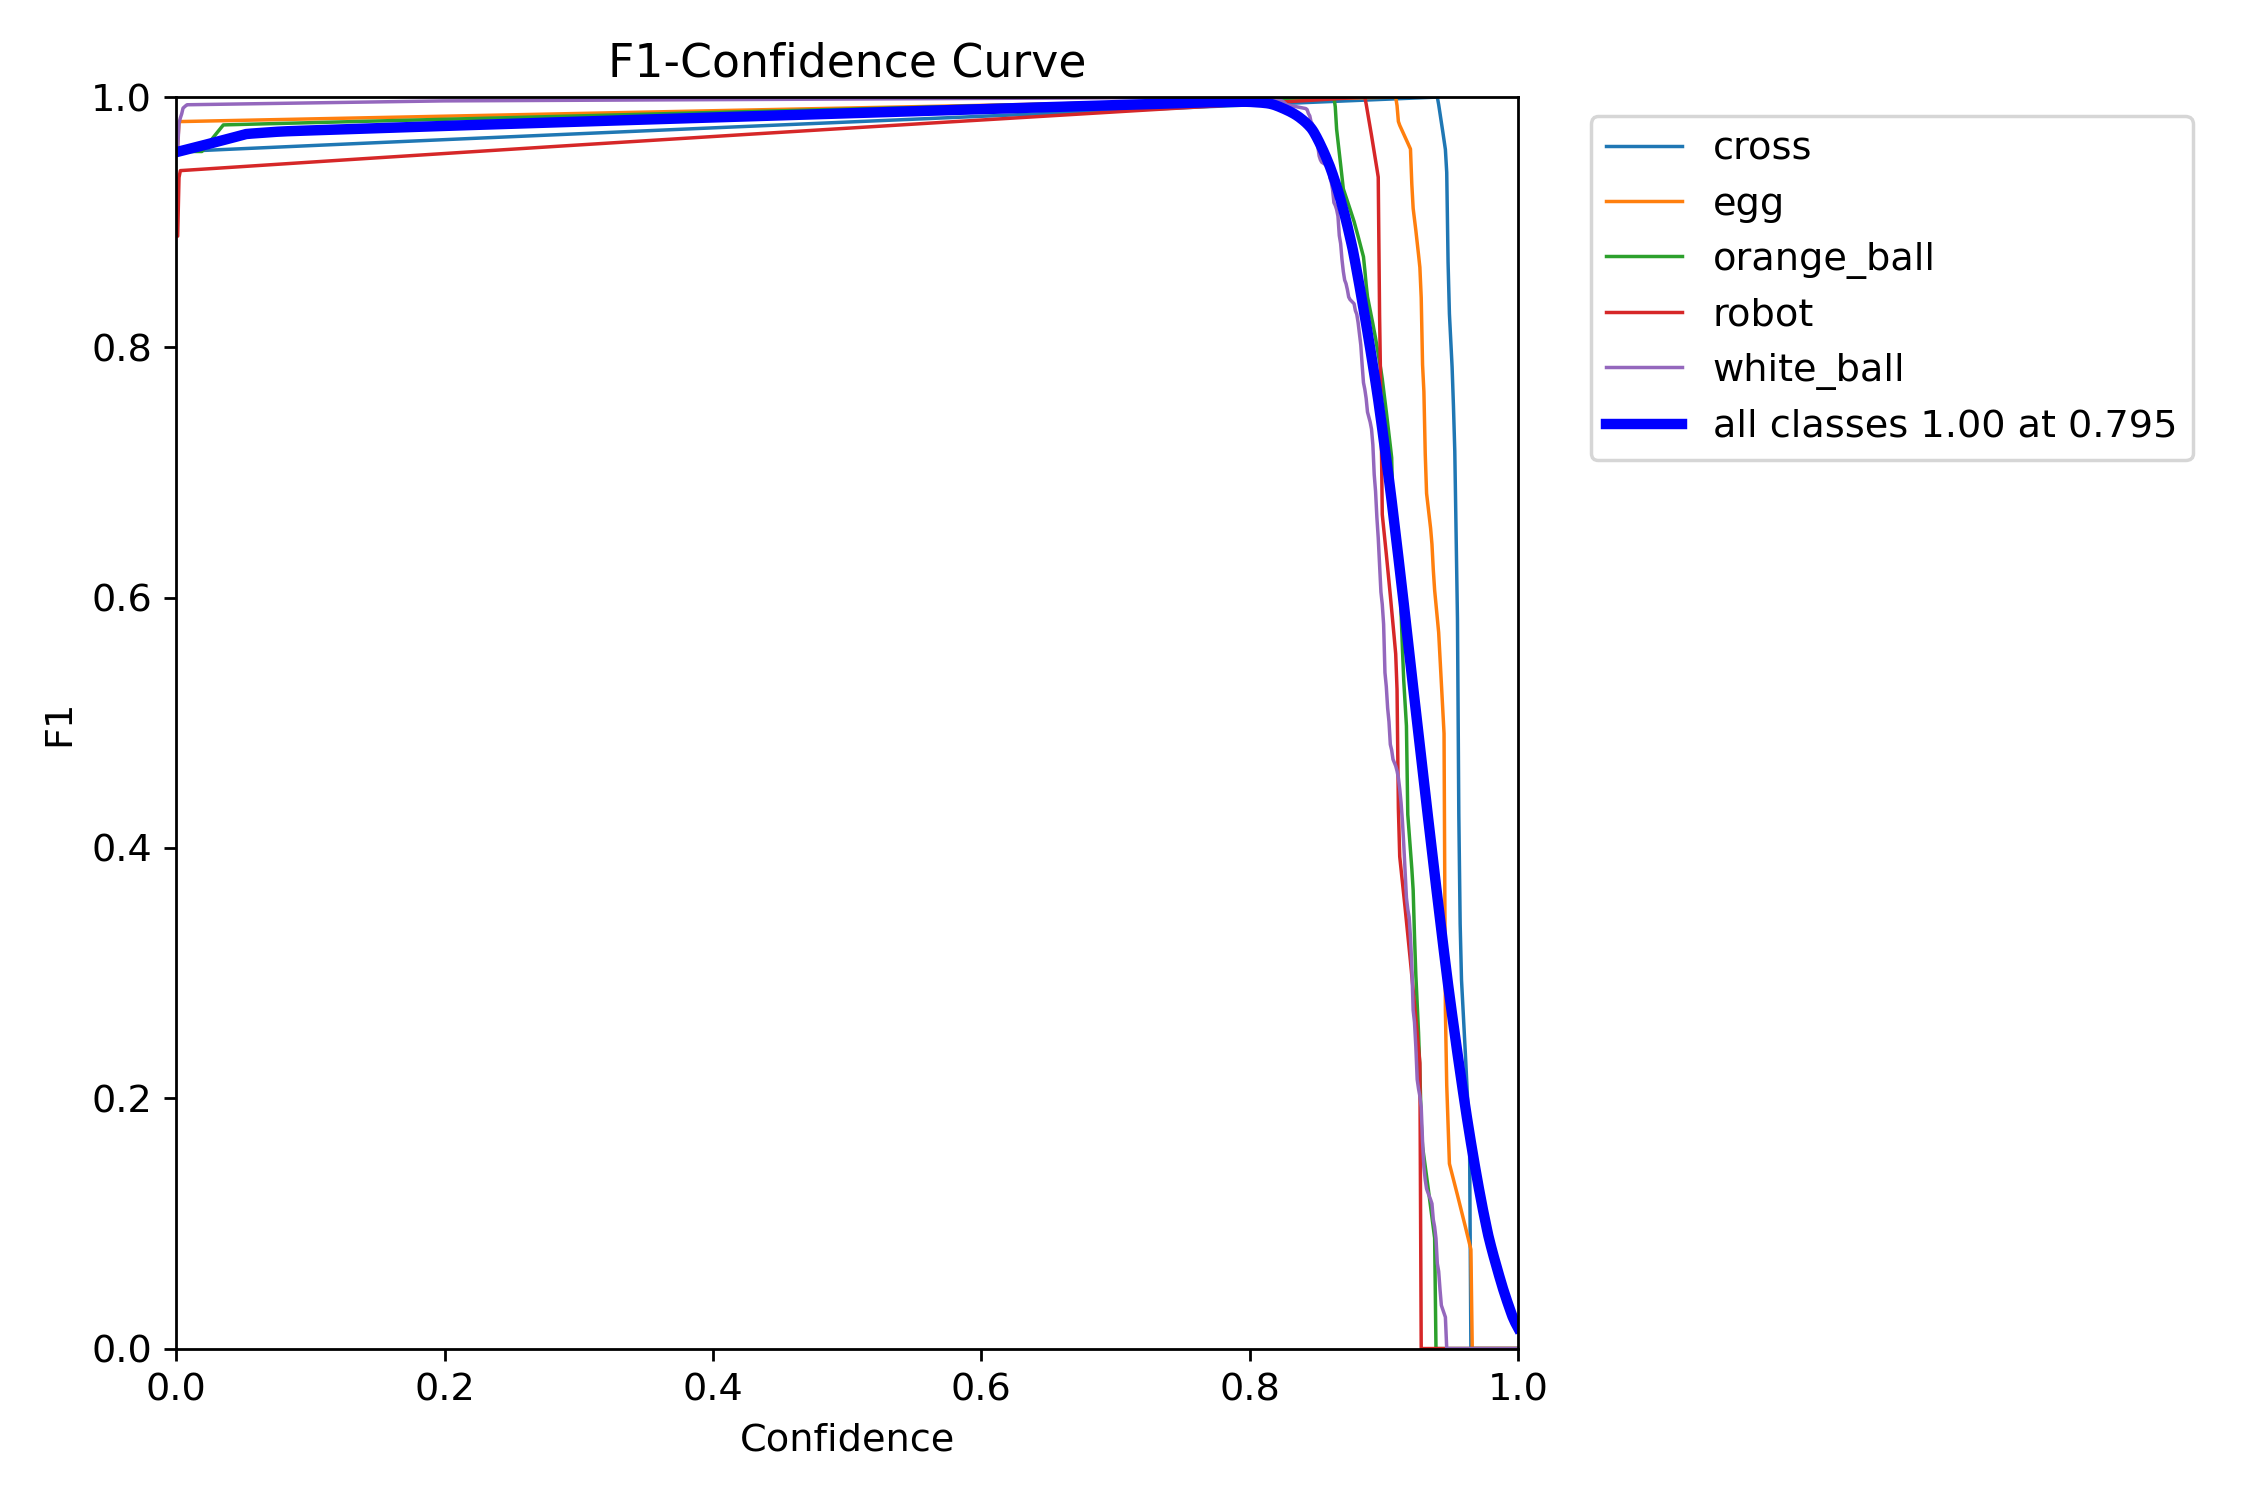 F1-Confidence Curve
1.0
0.8
0.6
0.4
0.2
0.0
F1
0.0 0.2 0.4 0.6 0.8 1.0
Confidence
cross
egg
orange_ball
robot
white_ball
all classes 1.00 at 0.795